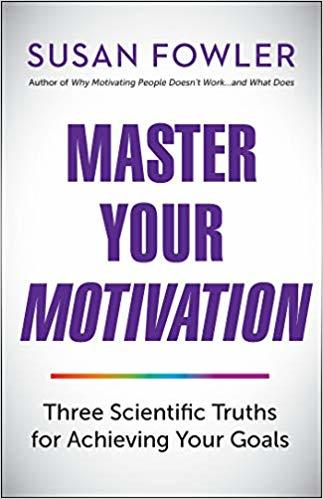 SUSAN FOWLER
Author of Why Motivating People Doesn't Work...and What Does
MASTER
YOUR
MOTIVATION
Three Scientific Truths
for Achieving Your Goals